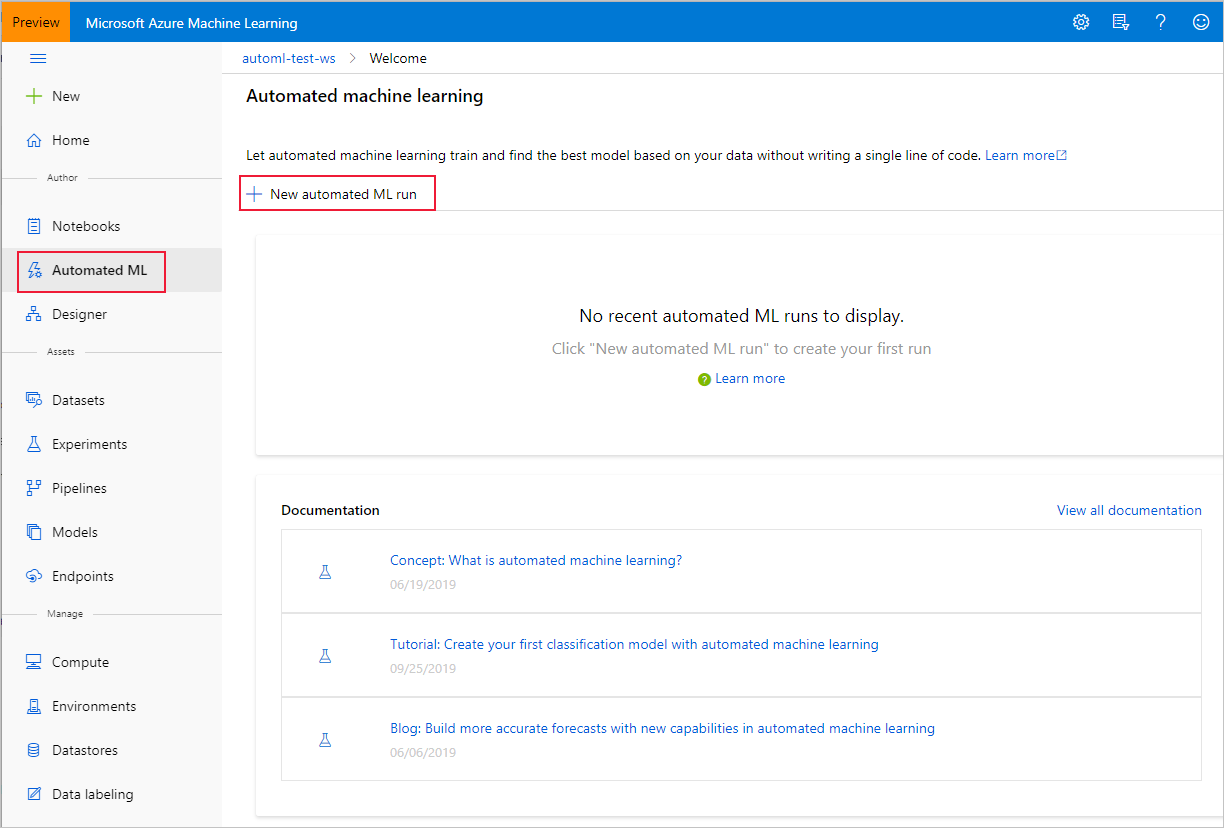 Preview
Microsoft Azure Machine Learning
New
Home
Author
Notebooks
Automated ML
Designer
Assets
Datasets
Experiments
Pipelines
Models
Endpoints
Manage
Compute
Environments
Datastores
Data labeling
automl-test-ws > Welcome
Automated machine learning
Let automated machine learning train and find the best model based on your data without writing a single line of code. Learn more
New automated ML run
No recent automated ML runs to display.
Click "New automated ML run" to create your first run
Learn more
Documentation
View all documentation
Concept: What is automated machine learning?
06/19/2019
Tutorial: Create your first classification model with automated machine learning
09/25/2019
Blog: Build more accurate forecasts with new capabilities in automated machine learning
06/06/2019